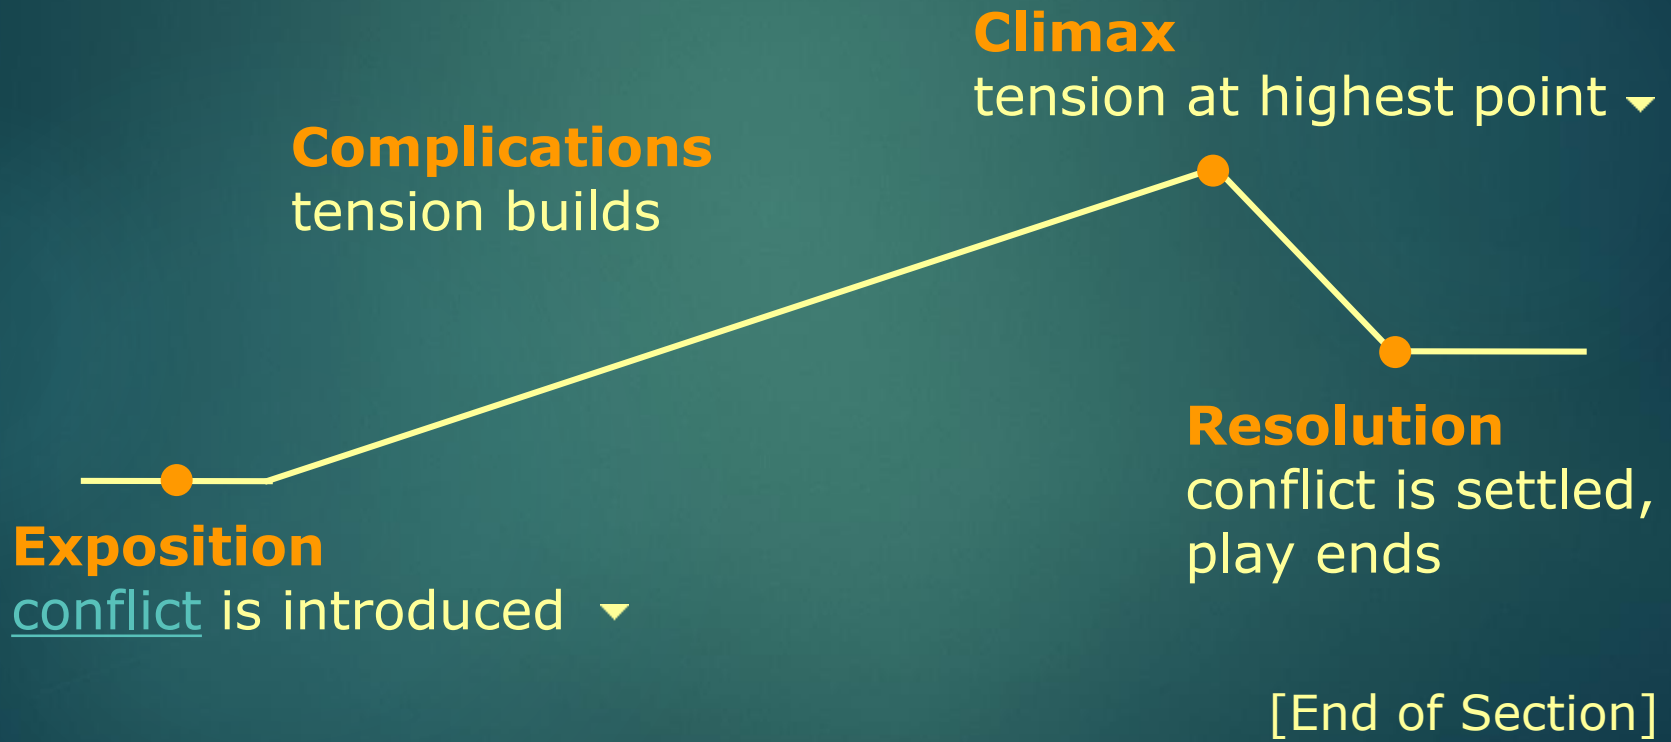 Climax
tension at highest point
Complications
tension builds
Resolution
conflict is settled,
play ends
Exposition
conflict is introduced
[End of Section]